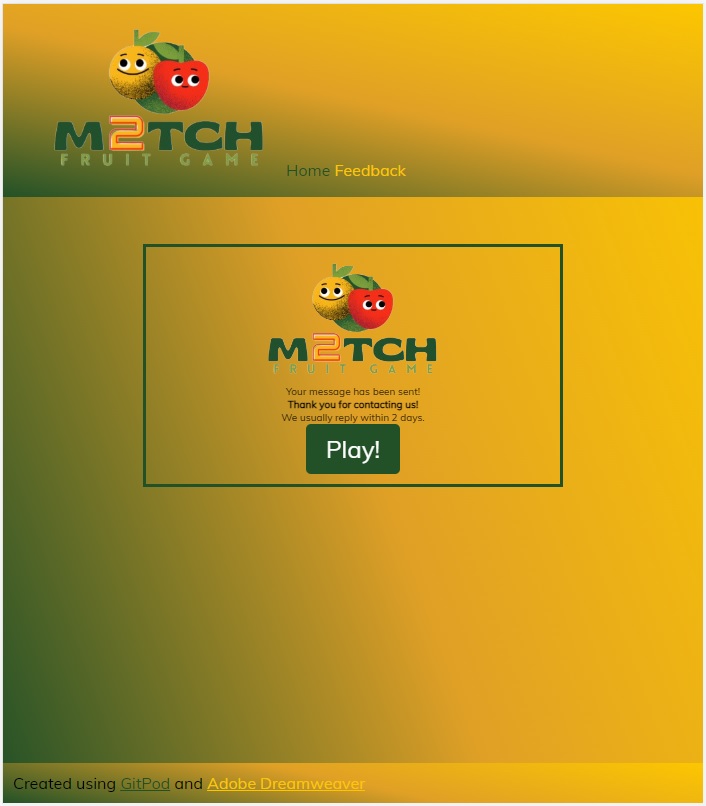 M2TCH
FRUIT GAME
Home Feedback
M2TCH
FRUIT GAME
Your message has been sent!
Thank you for contacting us!
We usually reply within 2 days.
Play!
Created using GitPod and Adobe Dreamweaver